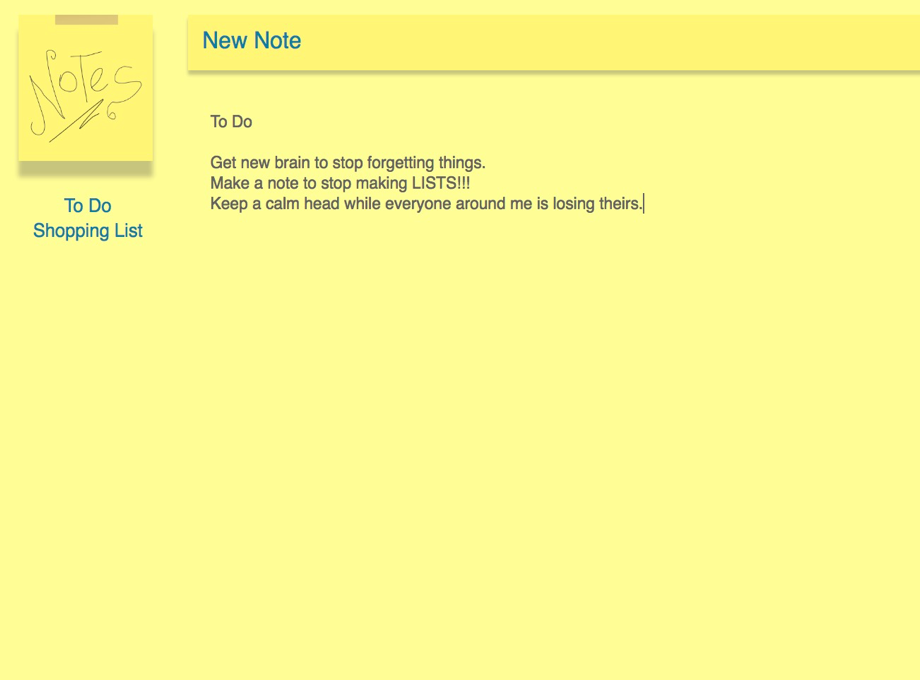 Notes
To Do
Shopping List
New Note
To Do
Get new brain to stop forgetting things.
Make a note to stop making LISTS!!!
Keep a calm head while everyone around me is losing theirs.